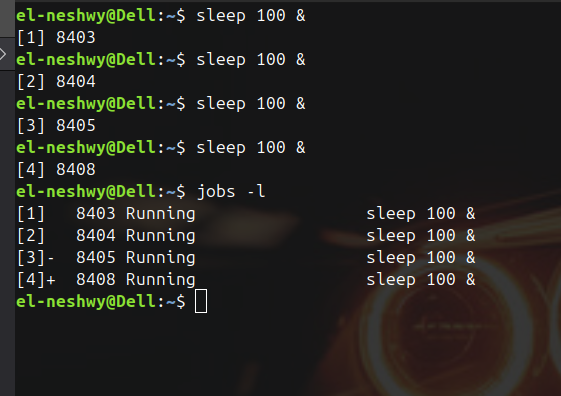 el-neshwy@Dell:~$ sleep 100 &
[1] 8403
el-neshwy@Dell:~$ sleep 100 &
[2] 8404
el-neshwy@Dell:~$ sleep 100 &
[3] 8405
el-neshwy@Dell:~$ sleep 100 &
[4] 8408
el-neshwy@Dell:~$ jobs -l
[1]   8403 Running                 sleep 100 &
[2]   8404 Running                 sleep 100 &
[3]-  8405 Running                 sleep 100 &
[4]+  8408 Running                 sleep 100 &
el-neshwy@Dell:~$